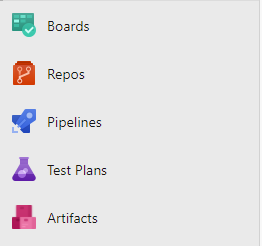 Boards
Repos
Pipelines
Test Plans
Artifacts